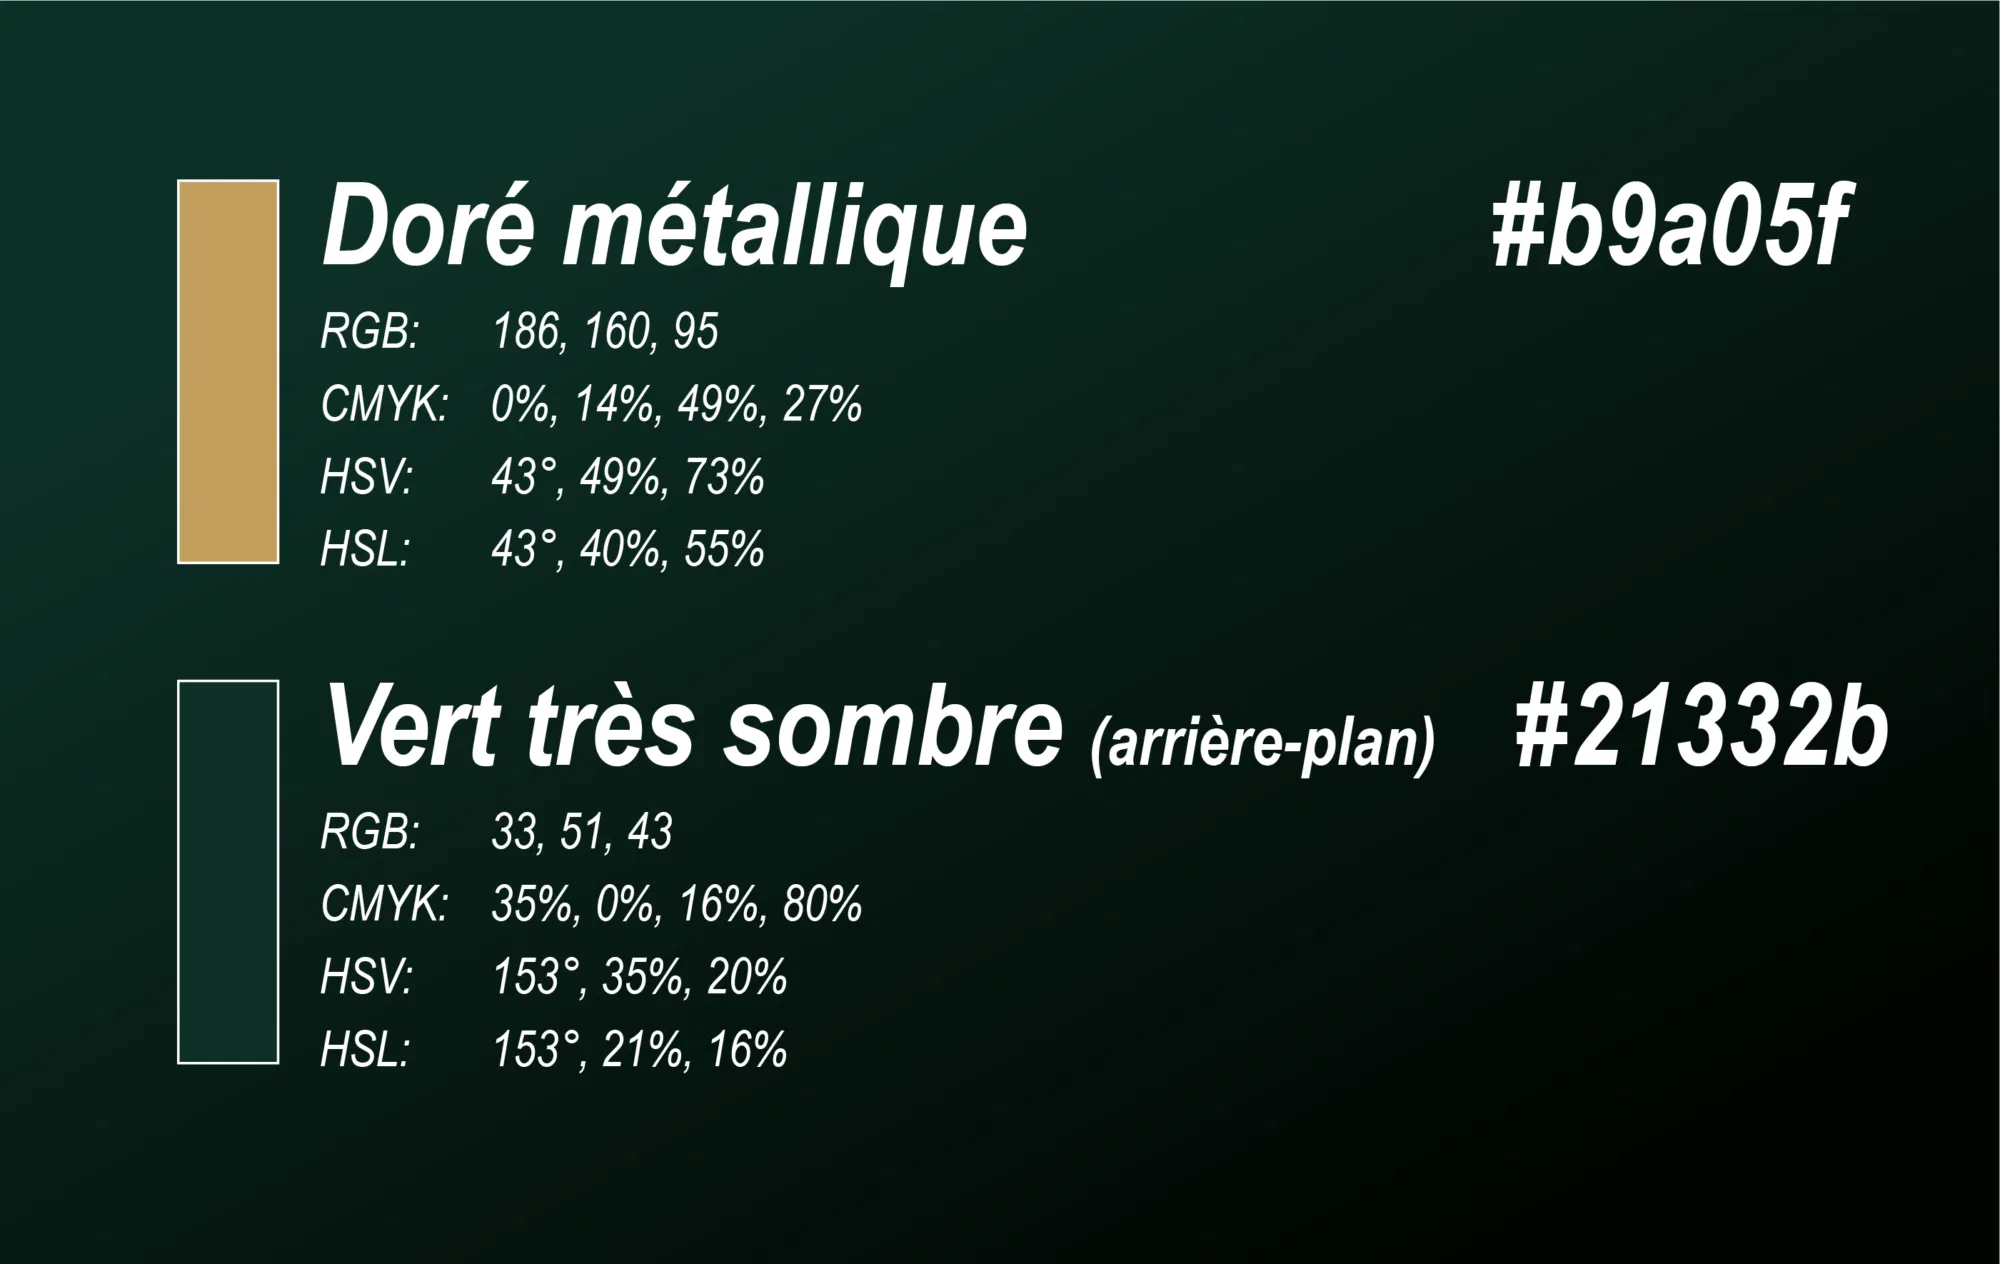 Doré métallique #b9a05f
RGB: 186, 160, 95
CMYK: 0%, 14%, 49%, 27%
HSV: 43°, 49%, 73%
HSL: 43°, 40%, 55%
Vert très sombre (arrière-plan) #21332b
RGB: 33, 51, 43
CMYK: 35%, 0%, 16%, 80%
HSV: 153°, 35%, 20%
HSL: 153°, 21%, 16%